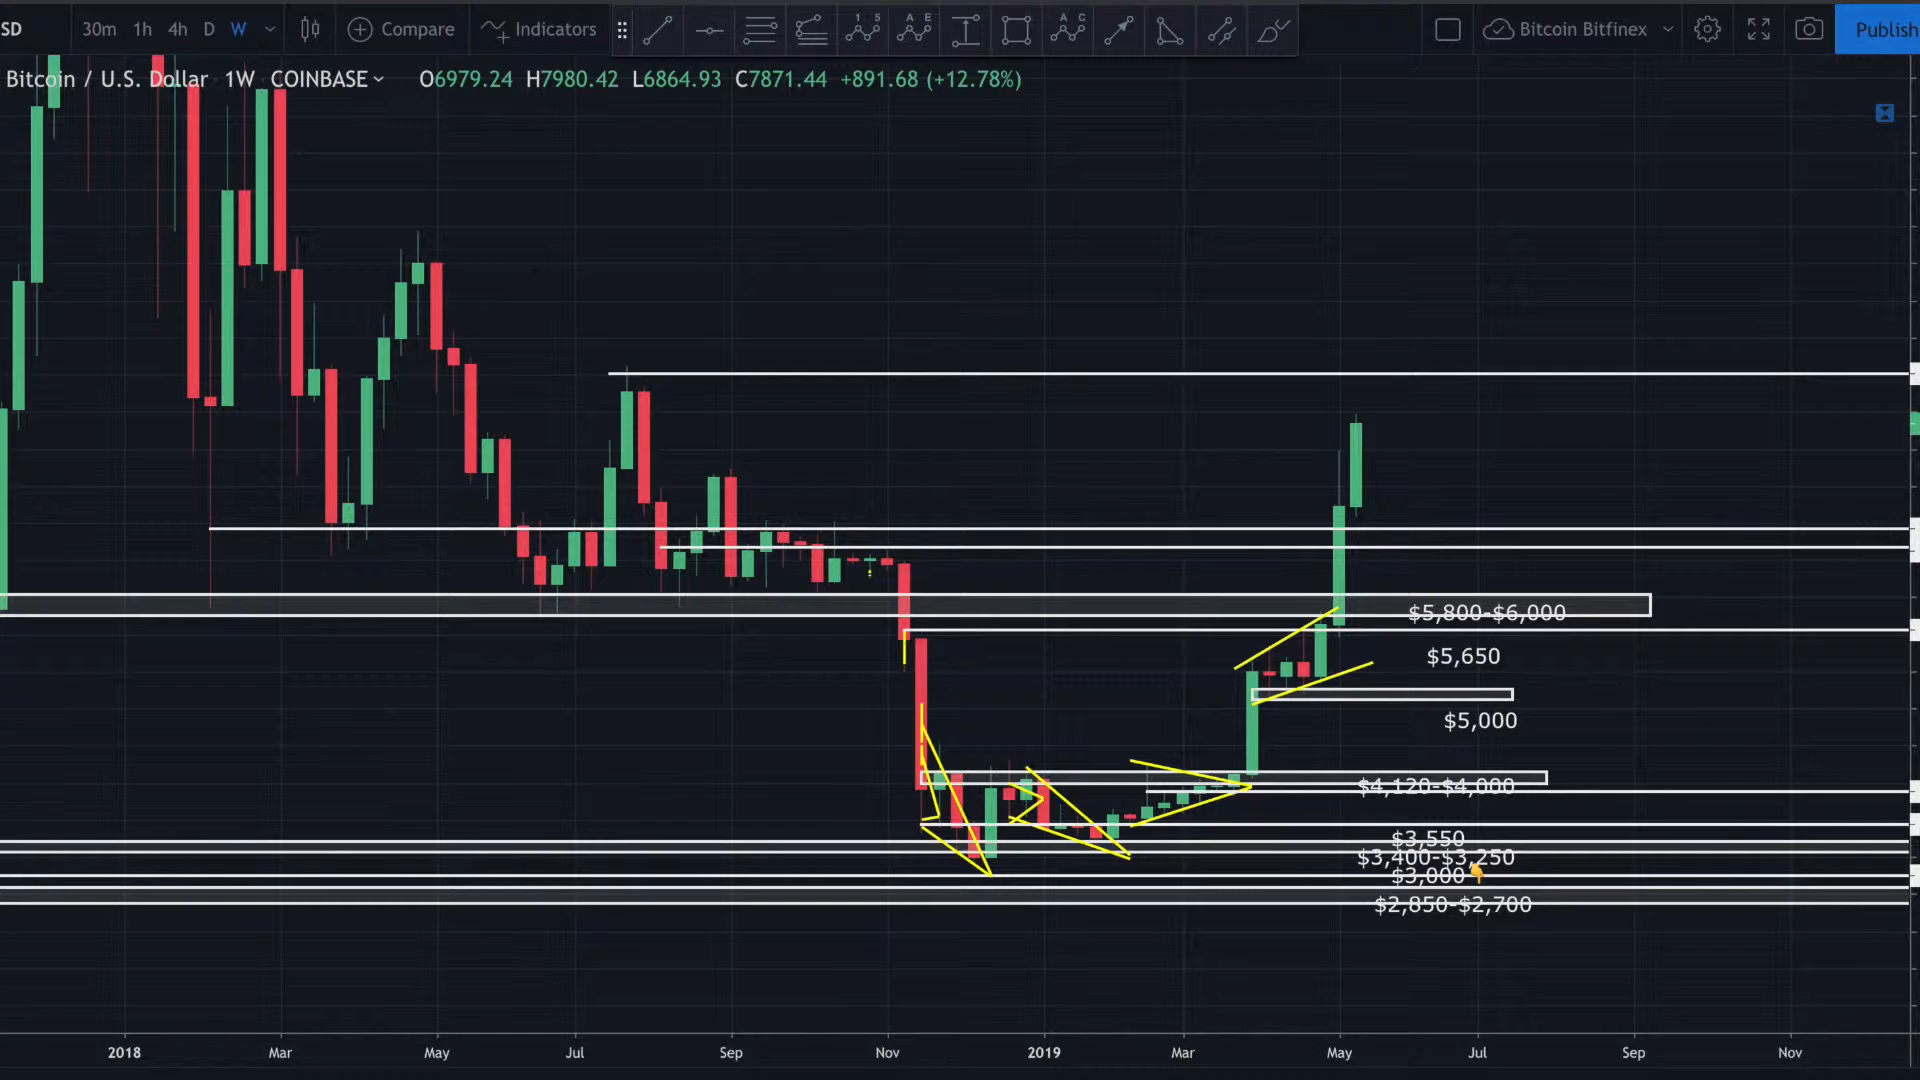 SD 30m 1h 4h D W Compare Indicators Bitcoin Bitfinex Publish
Bitcoin / U.S. Dollar 1W COINBASE O6979.24 H7980.42 L6864.93 C7871.44 +891.68 (+12.78%)
$5,800-$6,000
$5,650
$5,000
$4,120-$4,000
$3,550
$3,400-$3,250
$3,000
$2,850-$2,700
2018 Mar May Jul Sep Nov 2019 Mar May Jul Sep Nov